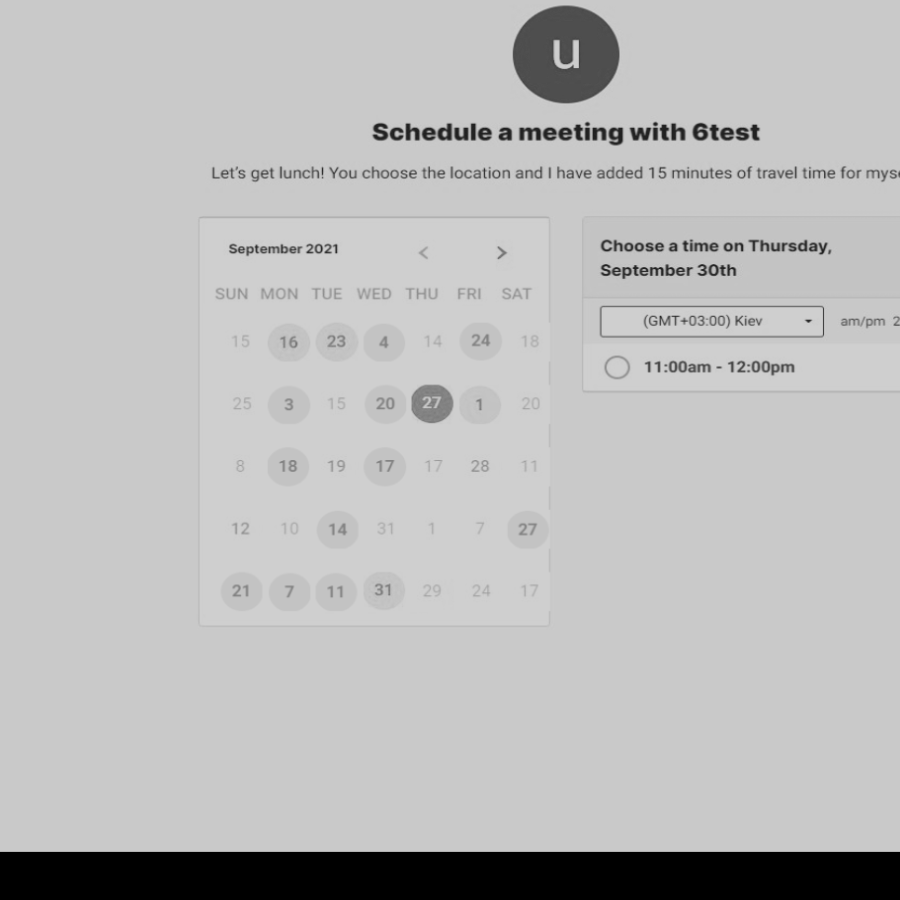 u
Schedule a meeting with 6test
Let's get lunch! You choose the location and I have added 15 minutes of travel time for
September 2021 < >
SUN MON TUE WED THU FRI SAT
15 16 23 4 14 24 18
25 3 15 20 27 1 20
8 18 19 17 17 28 11
12 10 14 31 1 7 27
21 7 11 31 29 24 17
Choose a time on Thursday,
September 30th
(GMT+03:00) Kiev am/pm
11:00am - 12:00pm